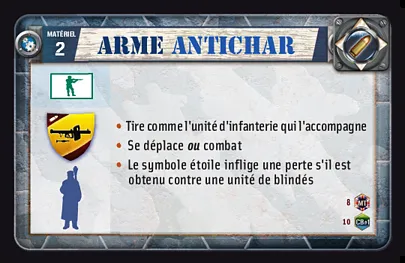 MATÉRIEL
2
ARME ANTICHAR
• Tire comme l'unité d'infanterie qui l'accompagne
• Se déplace ou combat
• Le symbole étoile inflige une perte s'il est
obtenu contre une unité de blindés
8 MT
10